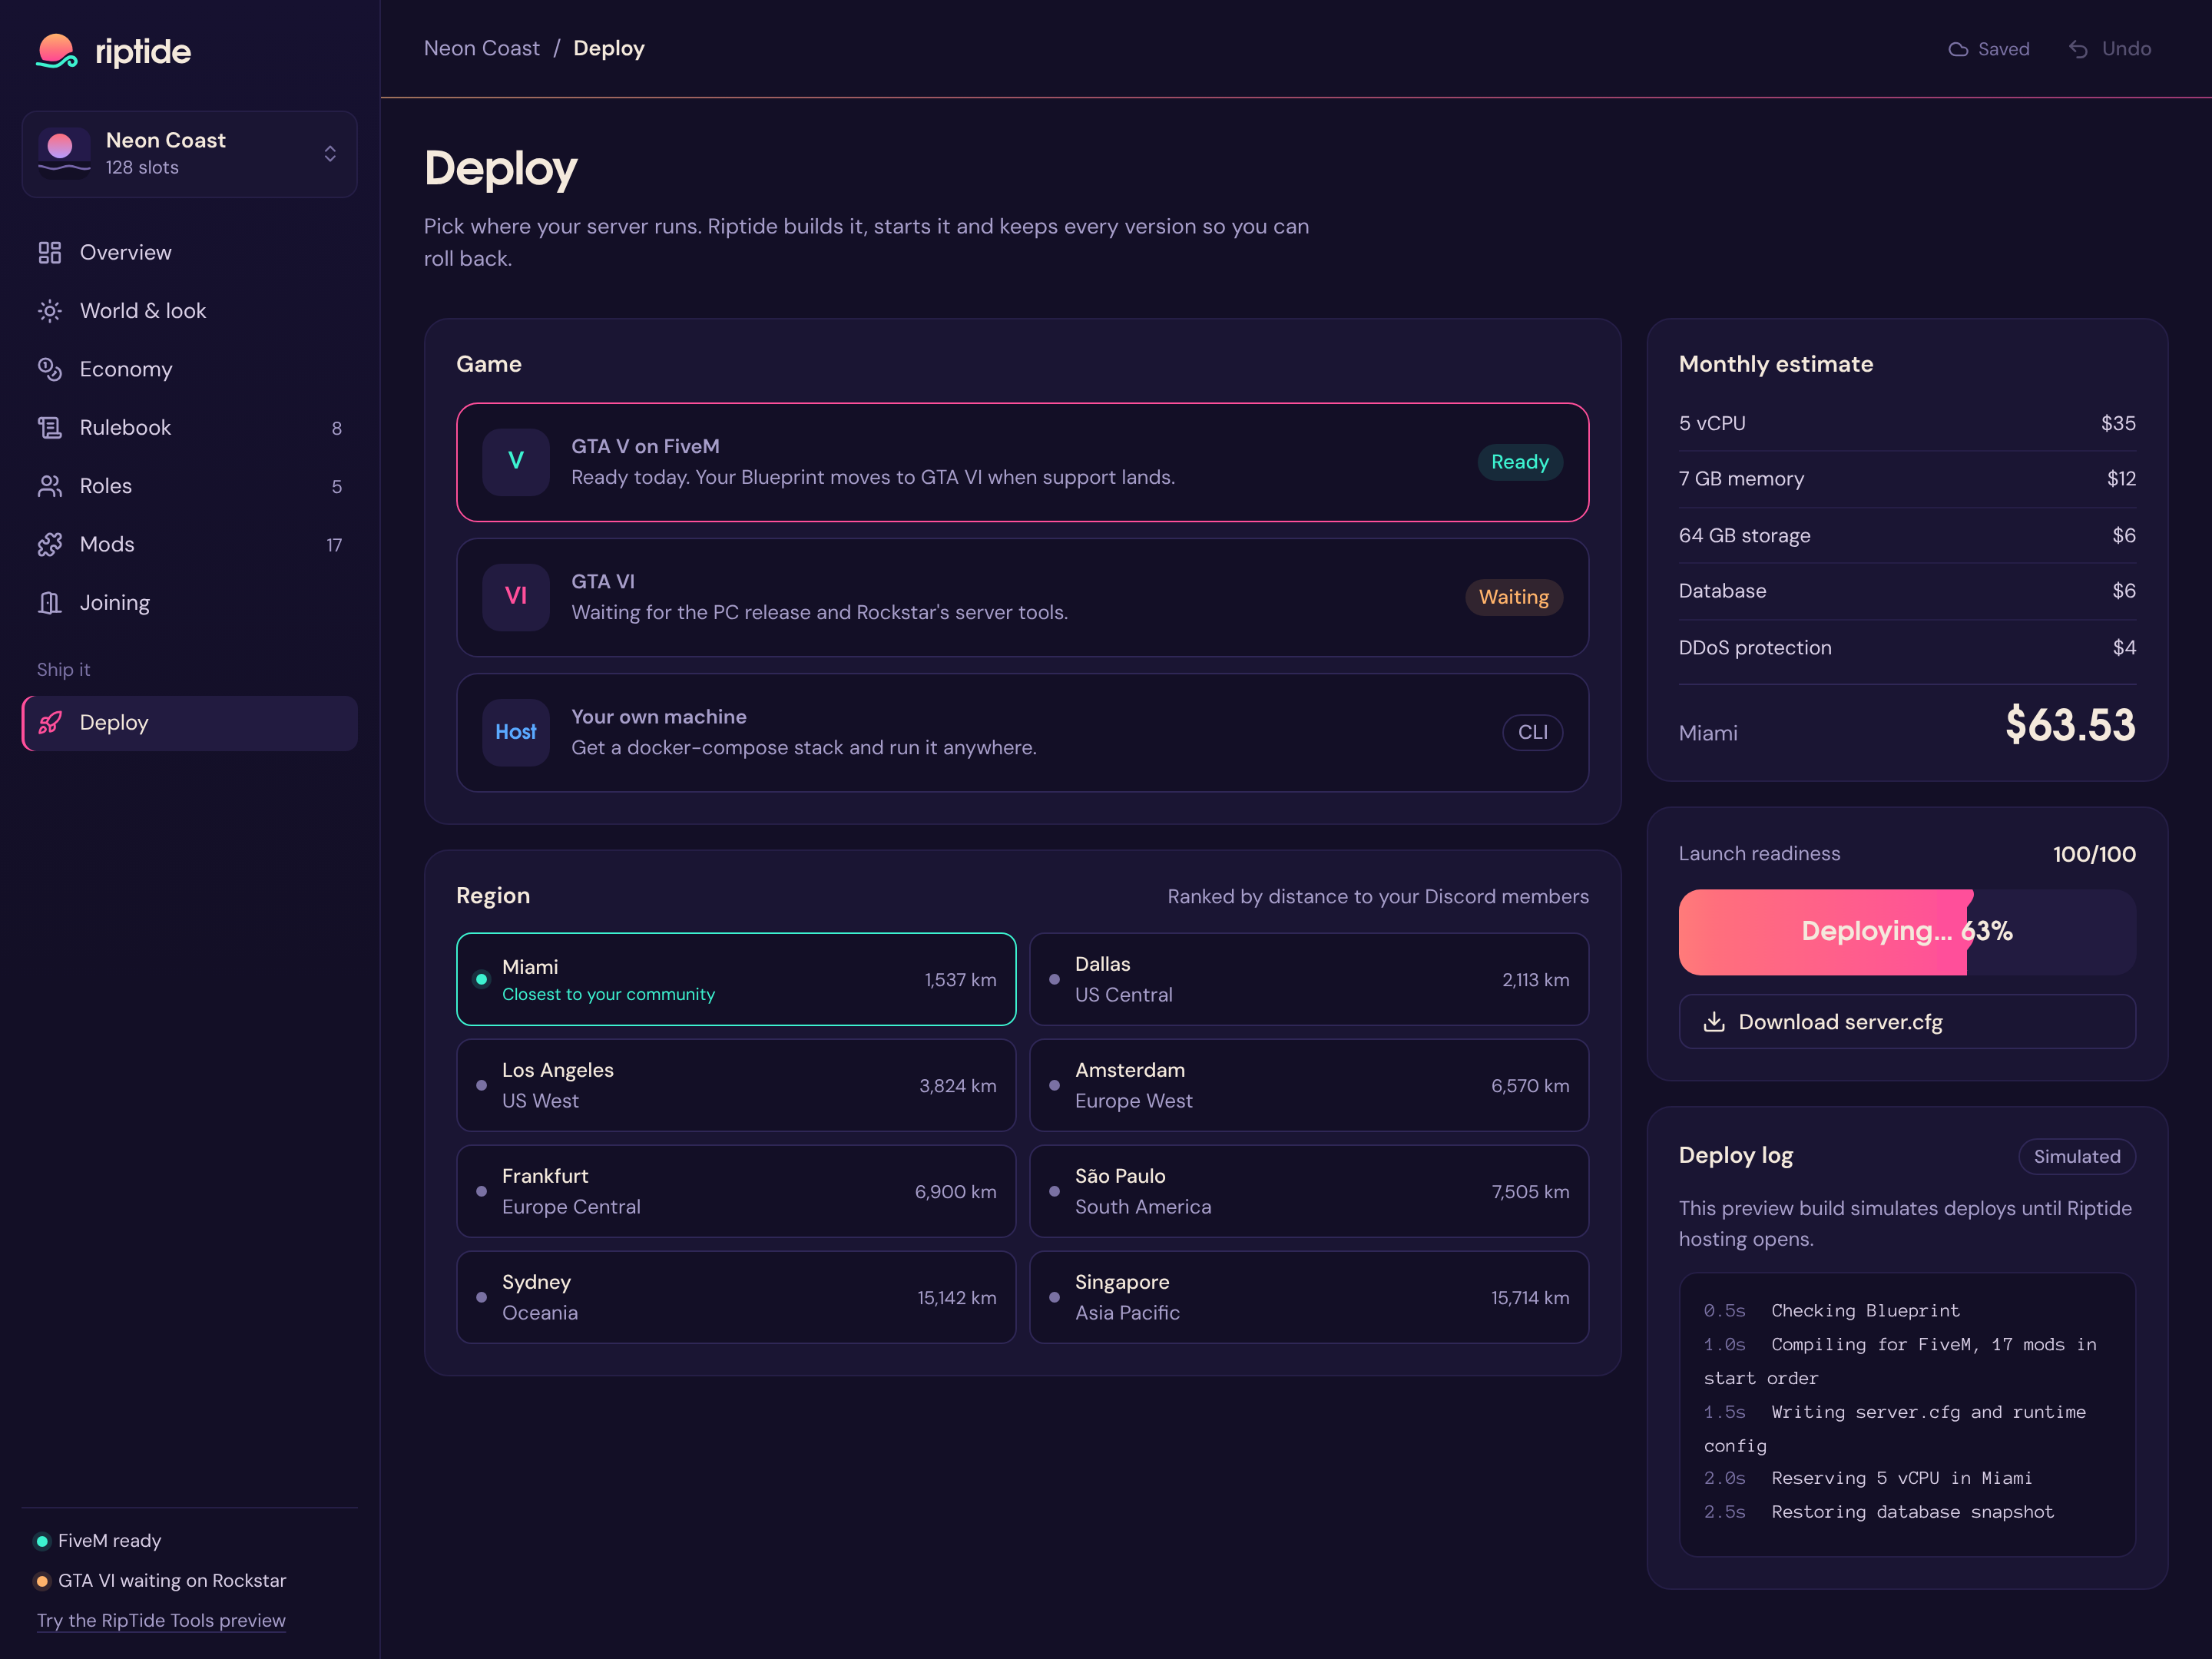 riptide
Neon Coast
128 slots
Overview
World & look
Economy
Rulebook 8
Roles 5
Mods 17
Joining
Ship it
Deploy
FiveM ready
GTA VI waiting on Rockstar
Try the RipTide Tools preview
Neon Coast / Deploy
Saved
Undo
Deploy
Pick where your server runs. Riptide builds it, starts it and keeps every version so you can
roll back.
Game
V
GTA V on FiveM
Ready today. Your Blueprint moves to GTA VI when support lands.
Ready
VI
GTA VI
Waiting for the PC release and Rockstar's server tools.
Waiting
Host
Your own machine
Get a docker-compose stack and run it anywhere.
CLI
Region
Ranked by distance to your Discord members
Miami
Closest to your community
1,537 km
Dallas
US Central
2,113 km
Los Angeles
US West
3,824 km
Amsterdam
Europe West
6,570 km
Frankfurt
Europe Central
6,900 km
São Paulo
South America
7,505 km
Sydney
Oceania
15,142 km
Singapore
Asia Pacific
15,714 km
Monthly estimate
5 vCPU $35
7 GB memory $12
64 GB storage $6
Database $6
DDoS protection $4
Miami $63.53
Launch readiness 100/100
Deploying... 63%
Download server.cfg
Deploy log
Simulated
This preview build simulates deploys until Riptide
hosting opens.
0.5s Checking Blueprint
1.0s Compiling for FiveM, 17 mods in
start order
1.5s Writing server.cfg and runtime
config
2.0s Reserving 5 vCPU in Miami
2.5s Restoring database snapshot